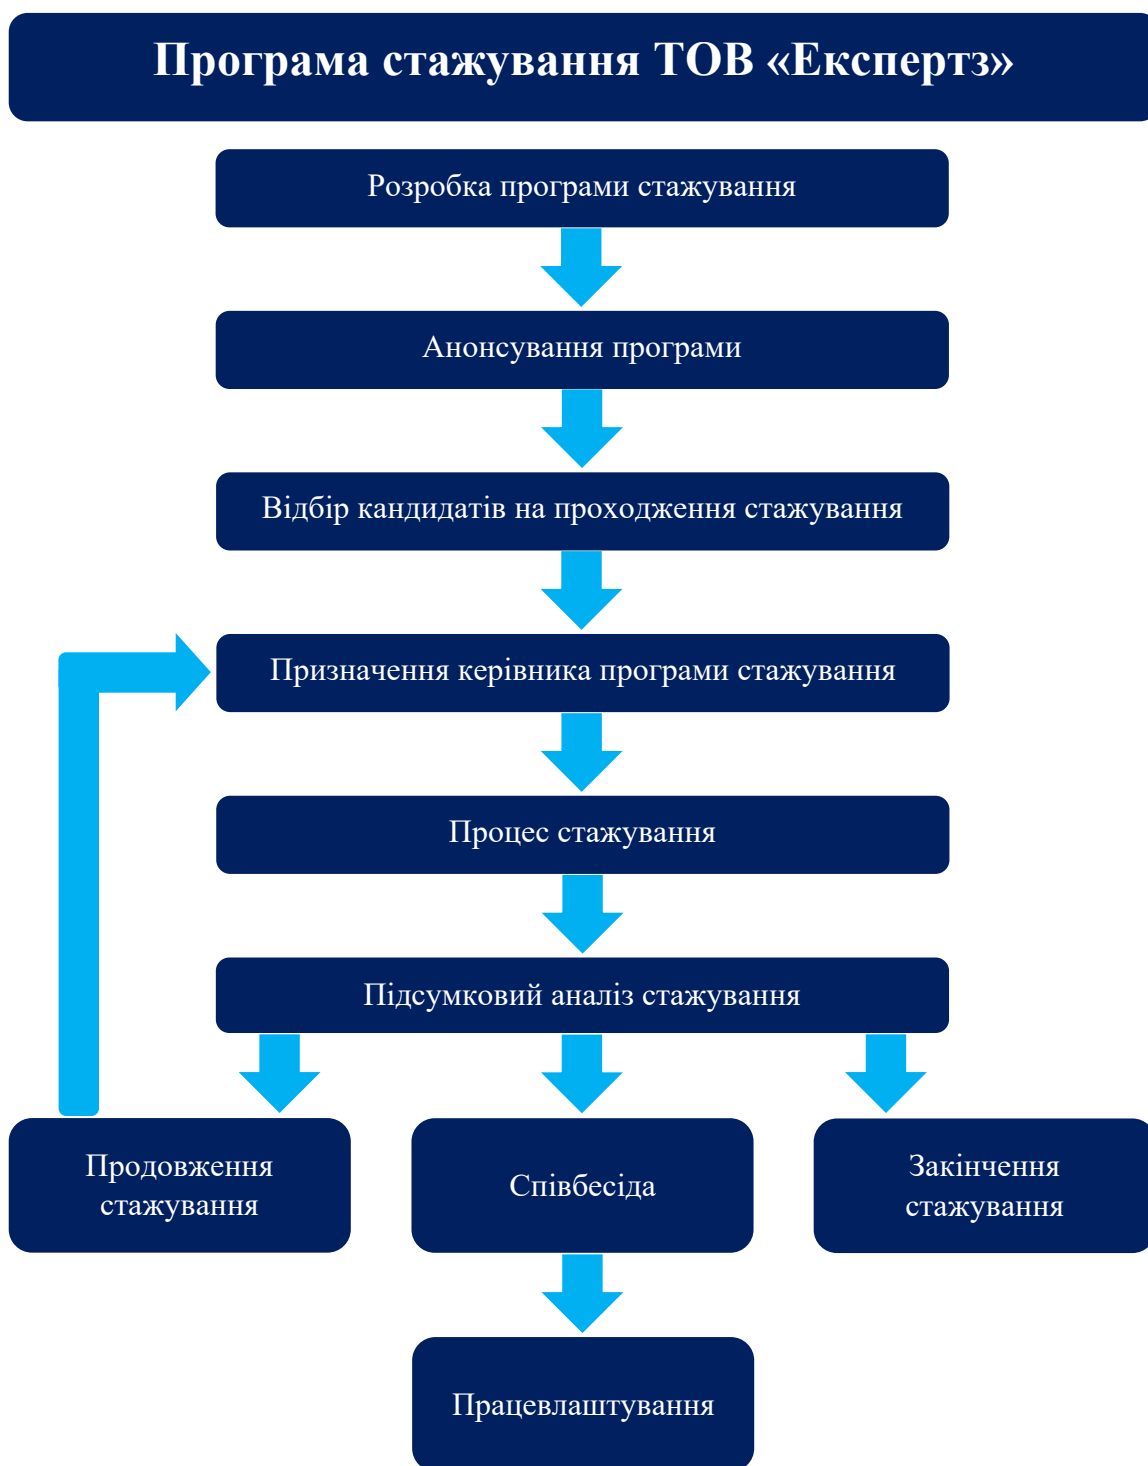 Програма стажування ТОВ «Експертз»
Розробка програми стажування
Анонсування програми
Відбір кандидатів на проходження стажування
Призначення керівника програми стажування
Процес стажування
Підсумковий аналіз стажування
Продовження
стажування
Співбесіда
Закінчення
стажування
Працевлаштування